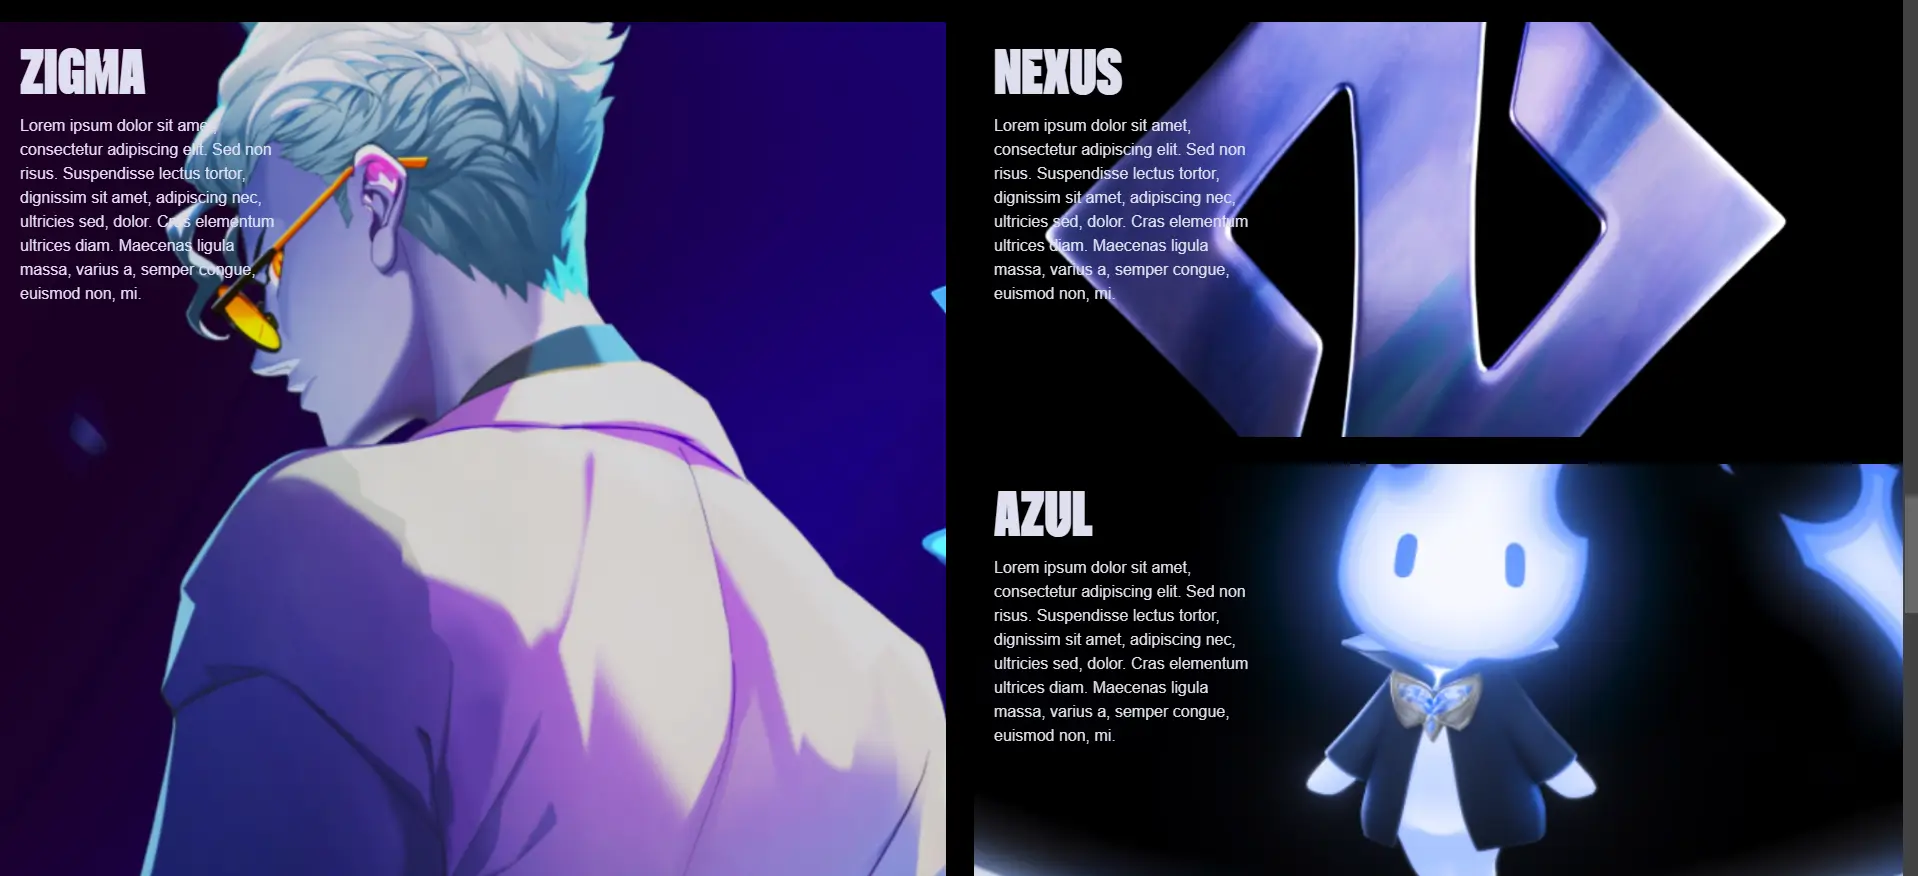 ZIGMA
Lorem ipsum dolor sit amet,
consectetur adipiscing elit. Sed non
risus. Suspendisse lectus tortor,
dignissim sit amet, adipiscing nec,
ultricies sed, dolor. Cras elementum
ultrices diam. Maecenas ligula
massa, varius a, semper congue,
euismod non, mi.
NEXUS
Lorem ipsum dolor sit amet,
consectetur adipiscing elit. Sed non
risus. Suspendisse lectus tortor,
dignissim sit amet, adipiscing nec,
ultricies sed, dolor. Cras elementum
ultrices diam. Maecenas ligula
massa, varius a, semper congue,
euismod non, mi.
AZUL
Lorem ipsum dolor sit amet,
consectetur adipiscing elit. Sed non
risus. Suspendisse lectus tortor,
dignissim sit amet, adipiscing nec,
ultricies sed, dolor. Cras elementum
ultrices diam. Maecenas ligula
massa, varius a, semper congue,
euismod non, mi.